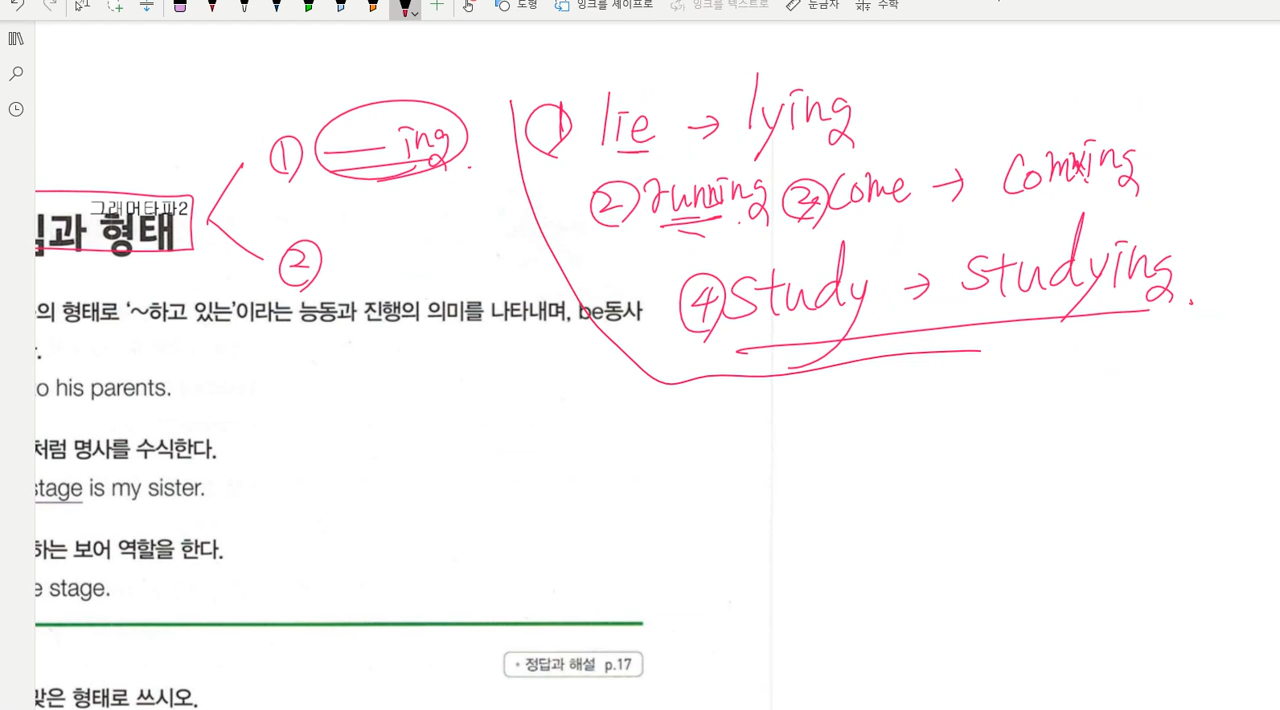 도형 잉크를 셰이프로 잉크를 텍스트로 눈금자 수학
① ing
① lie → lying
② running ③ come → coming
④ study → studying.
②
그래머타파2
과 형태
의 형태로 '~하고 있는'이라는 능동과 진행의 의미를 나타내며, be동사
o his parents.
처럼 명사를 수식한다.
stage is my sister.
하는 보어 역할을 한다.
e stage.
• 정답과 해설 p.17
맞은 형태로 쓰시오.